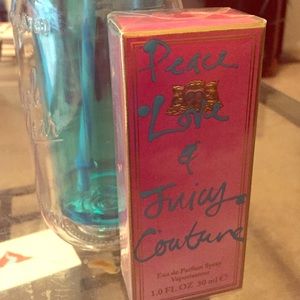 Peace
Love
&
Juicy
Couture
Eau de Parfum Spray
Vaporisateur
1.0 FL OZ 30 ml ℮